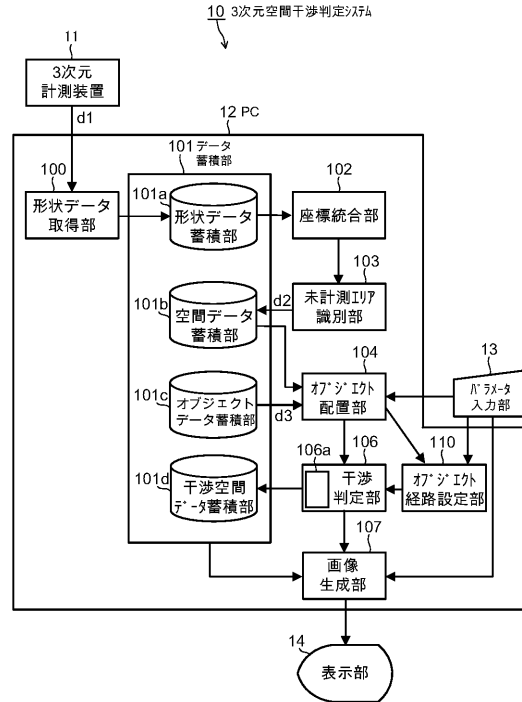 10 3次元空間干渉判定システム
11
3次元
計測装置
d1
12 PC
100
形状データ
取得部
101 データ
蓄積部
101a
形状データ
蓄積部
102
座標統合部
103
未計測エリア
識別部
d2
101b
空間データ
蓄積部
104
オブジェクト
配置部
13
パラメータ
入力部
101c
オブジェクト
データ蓄積部
d3
101d
干渉空間
データ蓄積部
106
106a
干渉
判定部
110
オブジェクト
経路設定部
107
画像
生成部
14
表示部